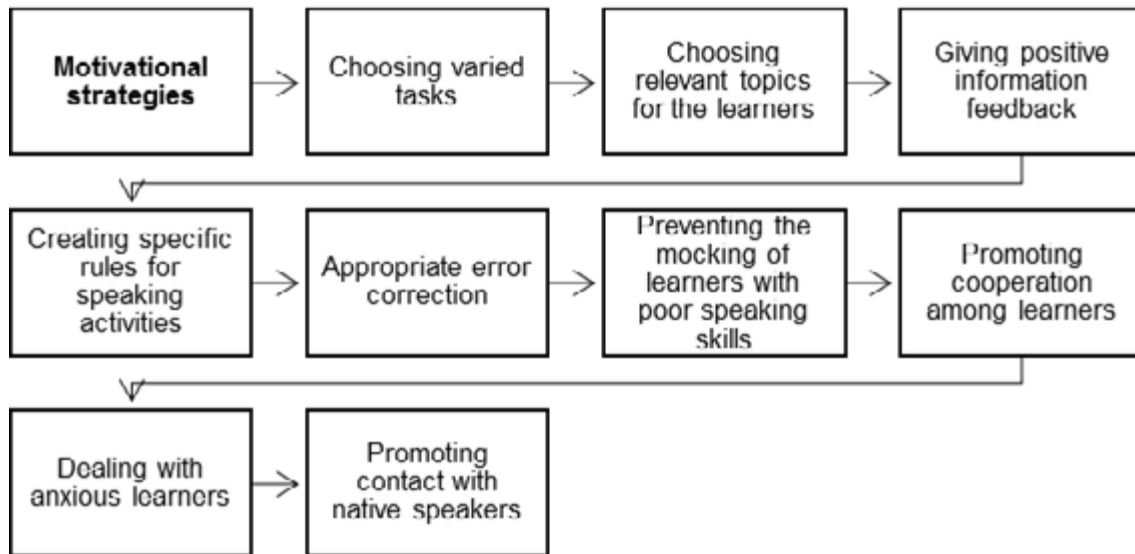 Motivational
strategies
Choosing varied
tasks
Choosing
relevant topics
for the learners
Giving positive
information
feedback
Creating specific
rules for
speaking
activities
Appropriate error
correction
Preventing the
mocking of
learners with
poor speaking
skills
Promoting
cooperation
among learners
Dealing with
anxious learners
Promoting
contact with
native speakers